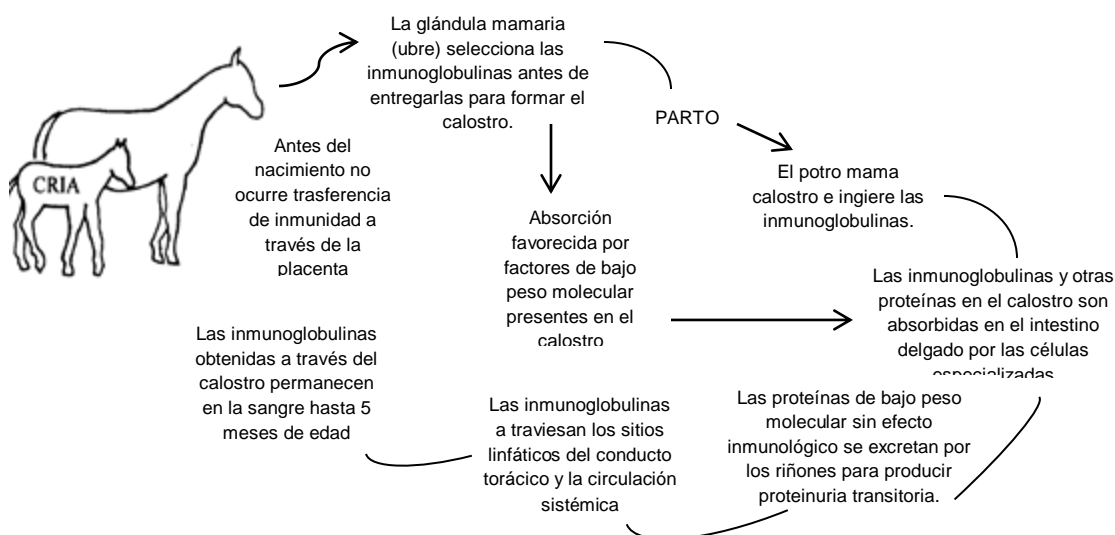 La glándula mamaria
(ubre) selecciona las
inmunoglobulinas antes de
entregarlas para formar el
calostro.
CRIA
Antes del
nacimiento no
ocurre trasferencia
de inmunidad a
través de la
placenta
PARTO
El potro mama
calostro e ingiere las
inmunoglobulinas.
Absorción
favorecida por
factores de bajo
peso molecular
presentes en el
calostro
Las inmunoglobulinas y otras
proteínas en el calostro son
absorbidas en el intestino
delgado por las células
especializadas
Las proteínas de bajo peso
molecular sin efecto
inmunológico se excretan por
los riñones para producir
proteinuria transitoria.
Las inmunoglobulinas
a traviesan los sitios
linfáticos del conducto
torácico y la circulación
sistémica
Las inmunoglobulinas
obtenidas a través del
calostro permanecen
en la sangre hasta 5
meses de edad